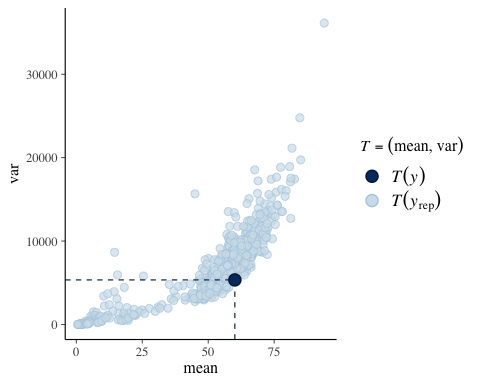 var
30000
20000
10000
0
0 25 50 75
mean
T = (mean, var)
T(y)
T(yrep)